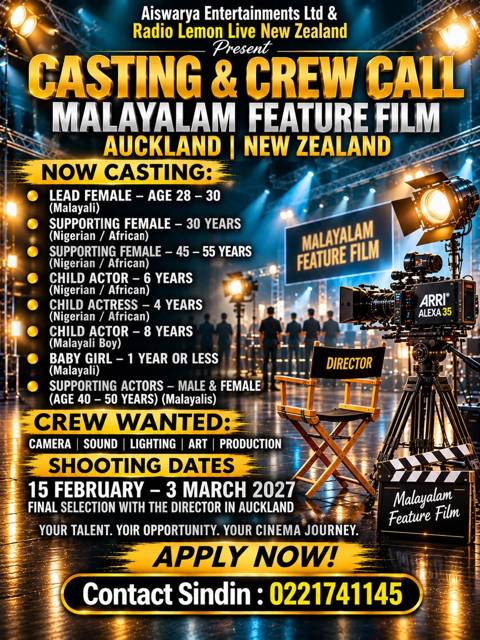 Aiswarya Entertainments Ltd &
Radio Lemon Live New Zealand
Present
CASTING & CREW CALL
MALAYALAM FEATURE FILM
AUCKLAND | NEW ZEALAND
NOW CASTING:
LEAD FEMALE – AGE 28 – 30
(Malayali)
SUPPORTING FEMALE – 30 YEARS
(Nigerian / African)
SUPPORTING FEMALE – 45 – 55 YEARS
(Nigerian / African)
CHILD ACTOR – 6 YEARS
(Nigerian / African)
CHILD ACTRESS – 4 YEARS
(Nigerian / African)
CHILD ACTOR – 8 YEARS
(Malayali Boy)
BABY GIRL – 1 YEAR OR LESS
(Malayali)
SUPPORTING ACTORS – MALE & FEMALE
(AGE 40 – 50 YEARS) (Malayalis)
MALAYALAM
FEATURE FILM
ARRI
ALEXA 35
DIRECTOR
Malayalam
Feature Film
CREW WANTED:
CAMERA | SOUND | LIGHTING | ART | PRODUCTION
SHOOTING DATES
15 FEBRUARY – 3 MARCH 2027
FINAL SELECTION WITH THE DIRECTOR IN AUCKLAND
YOUR TALENT. YOIR OPPORTUNITY. YOUR CINEMA JOURNEY.
APPLY NOW!
Contact Sindin : 0221741145